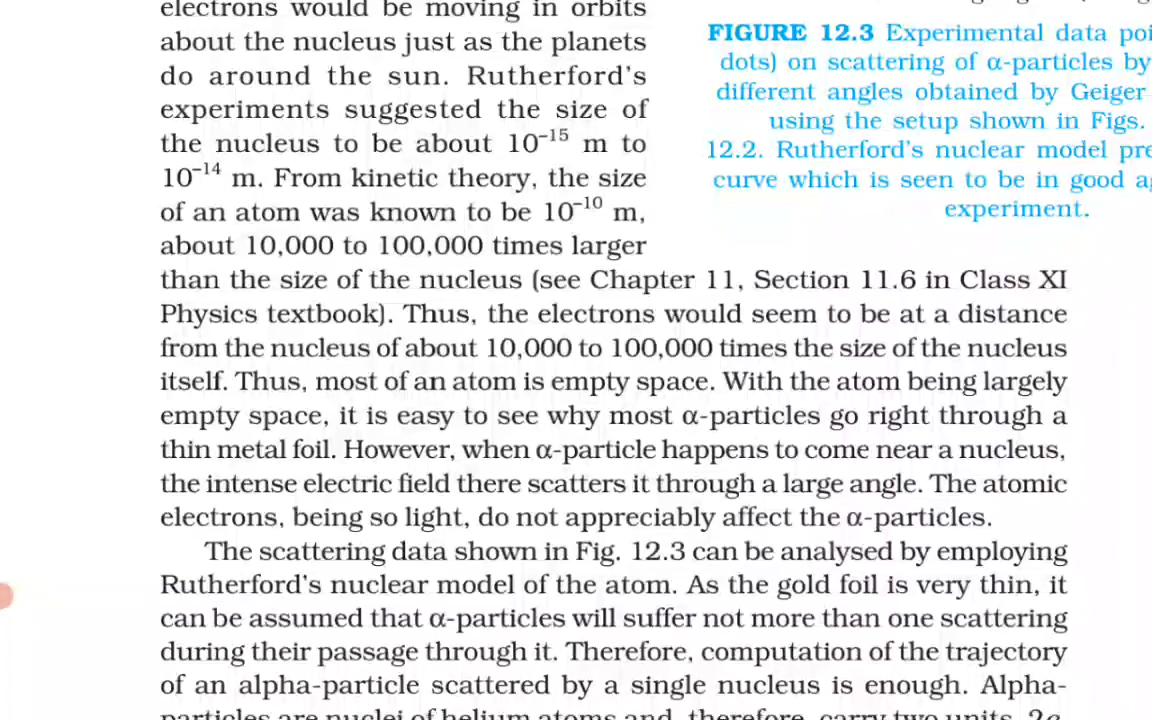 electrons would be moving in orbits
about the nucleus just as the planets
do around the sun. Rutherford's
experiments suggested the size of
the nucleus to be about 10⁻¹⁵ m to
10⁻¹⁴ m. From kinetic theory, the size
of an atom was known to be 10⁻¹⁰ m,
about 10,000 to 100,000 times larger
than the size of the nucleus (see Chapter 11, Section 11.6 in Class XI
Physics textbook). Thus, the electrons would seem to be at a distance
from the nucleus of about 10,000 to 100,000 times the size of the nucleus
itself. Thus, most of an atom is empty space. With the atom being largely
empty space, it is easy to see why most α-particles go right through a
thin metal foil. However, when α-particle happens to come near a nucleus,
the intense electric field there scatters it through a large angle. The atomic
electrons, being so light, do not appreciably affect the α-particles.
The scattering data shown in Fig. 12.3 can be analysed by employing
Rutherford's nuclear model of the atom. As the gold foil is very thin, it
can be assumed that α-particles will suffer not more than one scattering
during their passage through it. Therefore, computation of the trajectory
of an alpha-particle scattered by a single nucleus is enough. Alpha-
particles are nuclei of helium atoms and, therefore, carry two units, 2e
FIGURE 12.3 Experimental data poi
dots) on scattering of α-particles by
different angles obtained by Geiger
using the setup shown in Figs.
12.2. Rutherford's nuclear model pre
curve which is seen to be in good ag
experiment.